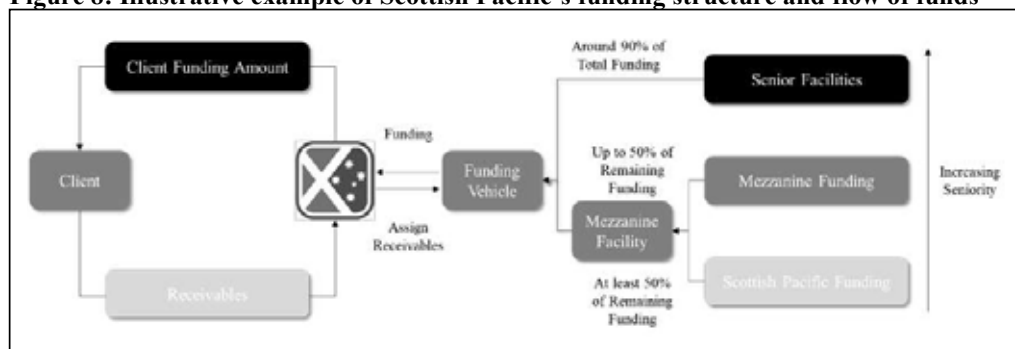 Figure 8: Illustrative example of Scottish Pacific's funding structure and flow of funds
Client Funding Amount
Client
Receivables
Funding
Assign
Receivables
Funding
Vehicle
Around 90% of
Total Funding
Up to 50% of
Remaining
Funding
Mezzanine
Facility
At least 50%
of Remaining
Funding
Senior Facilities
Mezzanine Funding
Scottish Pacific Funding
Increasing
Seniority